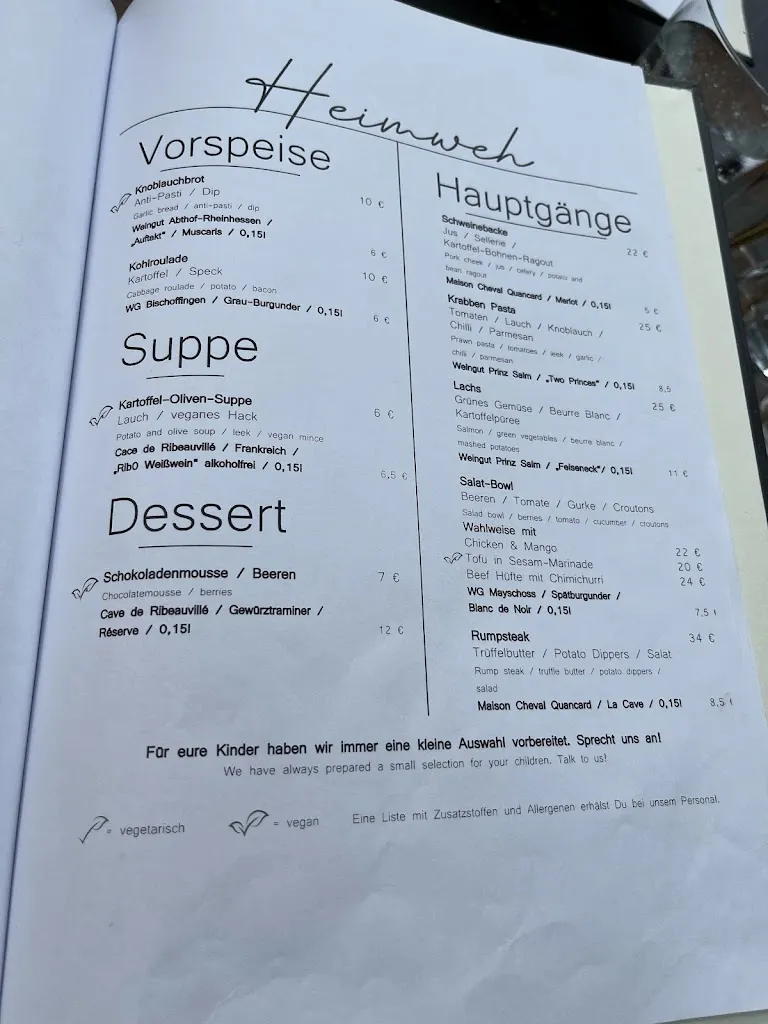 Heimweh
Vorspeise
Knoblauchbrot
Anti-Pasti / Dip
10 €
Garlic bread / anti-pasti / dip
Weingut Abthof-Rheinhessen /
„Auftakt" / Muscaris / 0,15l
6 €
Kohlroulade
Kartoffel / Speck
10 €
Cabbage roulade / potato / bacon
WG Bischoffingen / Grau-Burgunder / 0,15l
6 €
Suppe
Kartoffel-Oliven-Suppe
Lauch / veganes Hack
6 €
Potato and olive soup / leek / vegan mince
Cace de Ribeauvillé / Frankreich /
„Rib0 Weißwein" alkoholfrei / 0,15l
6,5 €
Dessert
Schokoladenmousse / Beeren
7 €
Chocolatemousse / berries
Cave de Ribeauvillé / Gewürztraminer /
Réserve / 0,15l
12 €
Hauptgänge
Schweinebacke
Jus / Sellerie /
22 €
Kartoffel-Bohnen-Ragout
Pork cheek / jus / celery / potato and
bean ragout
Maison Cheval Quancard / Merlot / 0,15l
5 €
Krabben Pasta
Tomaten / Lauch / Knoblauch /
25 €
Chilli / Parmesan
Prawn pasta / tomatoes / leek / garlic /
chilli / parmesan
Weingut Prinz Salm / „Two Princes" / 0,15l
8,5
Lachs
Grünes Gemüse / Beurre Blanc /
25 €
Kartoffelpüree
Salmon / green vegetables / beurre blanc /
mashed potatoes
Weingut Prinz Salm / „Felseneck"/ 0,15l
11 €
Salat-Bowl
Beeren / Tomate / Gurke / Croutons
Salad bowl / berries / tomato / cucumber / croutons
Wahlweise mit
Chicken & Mango
22 €
Tofu in Sesam-Marinade
20 €
Beef Hüfte mit Chimichurri
24 €
WG Mayschoss / Spätburgunder /
Blanc de Noir / 0,15l
7,5
Rumpsteak
34 €
Trüffelbutter / Potato Dippers / Salat
Rump steak / truffle butter / potato dippers /
salad
Maison Cheval Quancard / La Cave / 0,15l
8,5
Für eure Kinder haben wir immer eine kleine Auswahl vorbereitet. Sprecht uns an!
We have always prepared a small selection for your children. Talk to us!
= vegetarisch
= vegan
Eine Liste mit Zusatzstoffen und Allergenen erhälst Du bei unsem Personal.